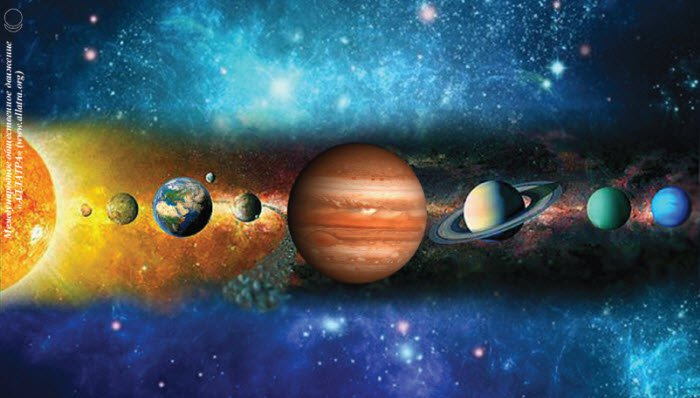 Международное общественное движение
«АЛЛАТРА» (www.allatra.org)